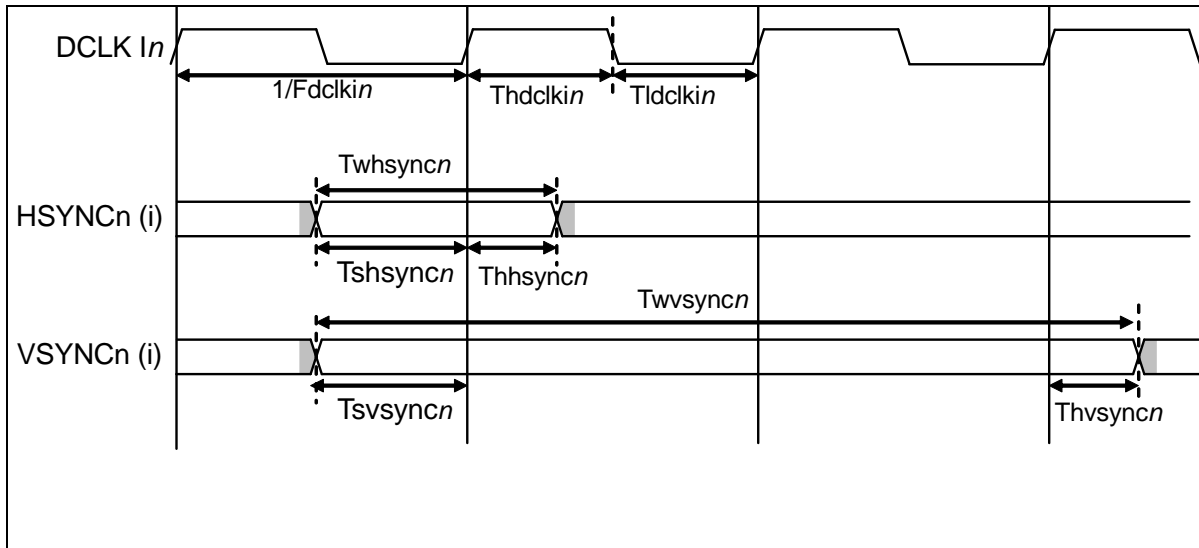 DCLK In
1/Fdclkin
Thdclkin
Tldclkin
Twhsyncn
HSYNCn (i)
Tshsyncn
Thhsyncn
Twvsyncn
VSYNCn (i)
Tsvsyncn
Thvsyncn